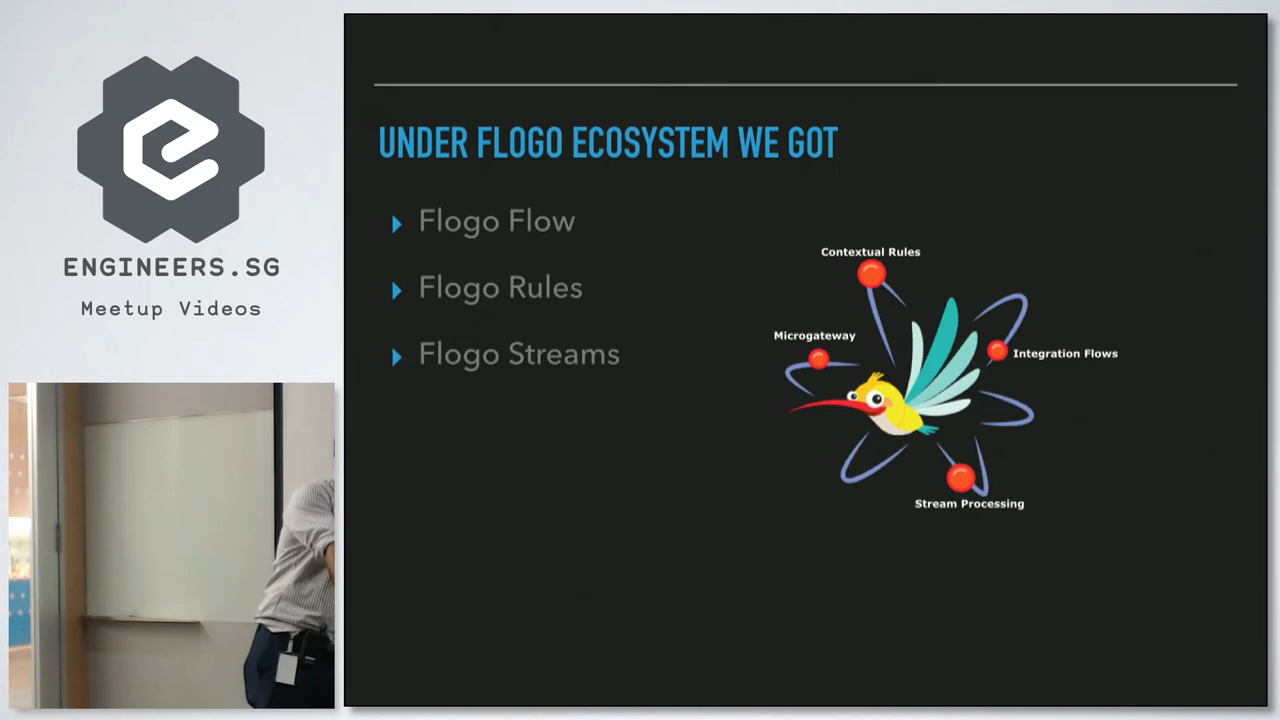 ENGINEERS.SG
Meetup Videos
UNDER FLOGO ECOSYSTEM WE GOT
Flogo Flow
Flogo Rules
Flogo Streams
Contextual Rules
Microgateway
Integration Flows
Stream Processing